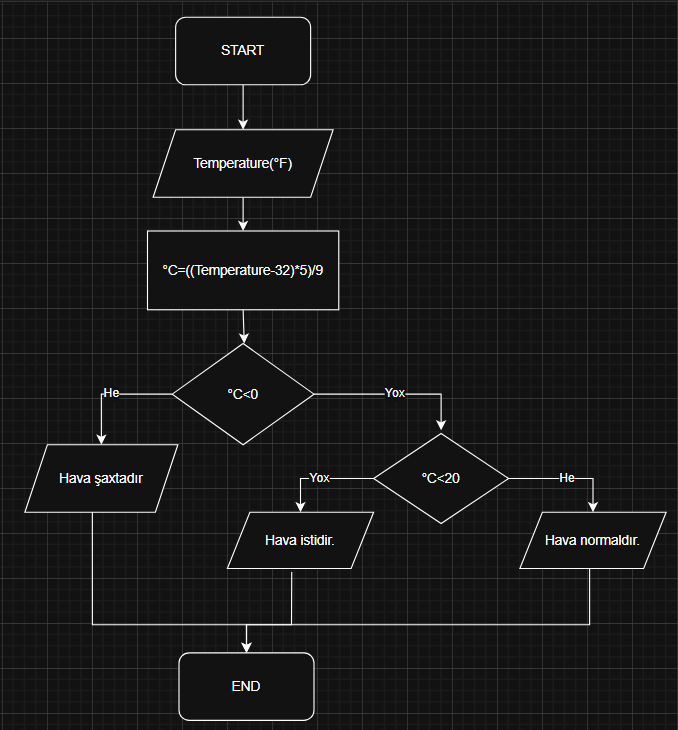 START
Temperature(°F)
°C=((Temperature-32)*5)/9
°C<0
He
Yox
Hava şaxtadır
°C<20
Yox
He
Hava istidir.
Hava normaldır.
END